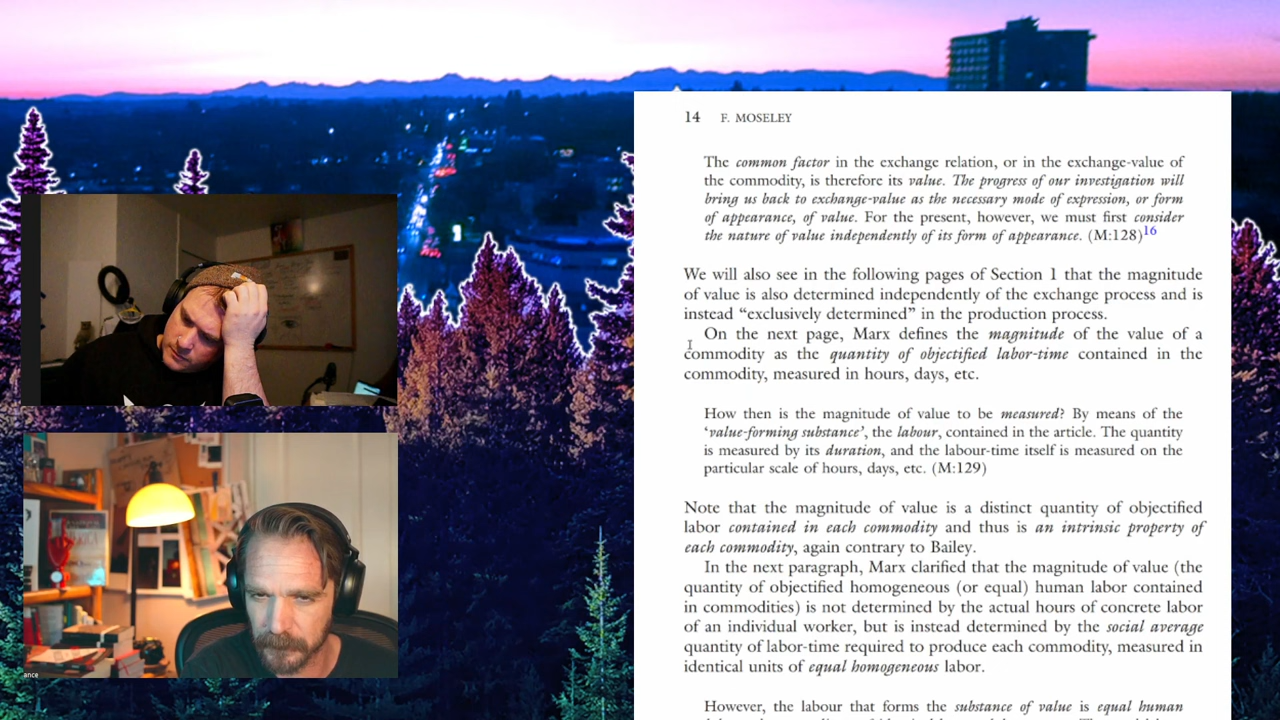 14 F. MOSELEY
The common factor in the exchange relation, or in the exchange-value of
the commodity, is therefore its value. The progress of our investigation will
bring us back to exchange-value as the necessary mode of expression, or form
of appearance, of value. For the present, however, we must first consider
the nature of value independently of its form of appearance. (M:128)16
We will also see in the following pages of Section 1 that the magnitude
of value is also determined independently of the exchange process and is
instead “exclusively determined” in the production process.
On the next page, Marx defines the magnitude of the value of a
commodity as the quantity of objectified labor-time contained in the
commodity, measured in hours, days, etc.
How then is the magnitude of value to be measured? By means of the
‘value-forming substance’, the labour, contained in the article. The quantity
is measured by its duration, and the labour-time itself is measured on the
particular scale of hours, days, etc. (M:129)
Note that the magnitude of value is a distinct quantity of objectified
labor contained in each commodity and thus is an intrinsic property of
each commodity, again contrary to Bailey.
In the next paragraph, Marx clarified that the magnitude of value (the
quantity of objectified homogeneous (or equal) human labor contained
in commodities) is not determined by the actual hours of concrete labor
of an individual worker, but is instead determined by the social average
quantity of labor-time required to produce each commodity, measured in
identical units of equal homogeneous labor.
However, the labour that forms the substance of value is equal human
ance